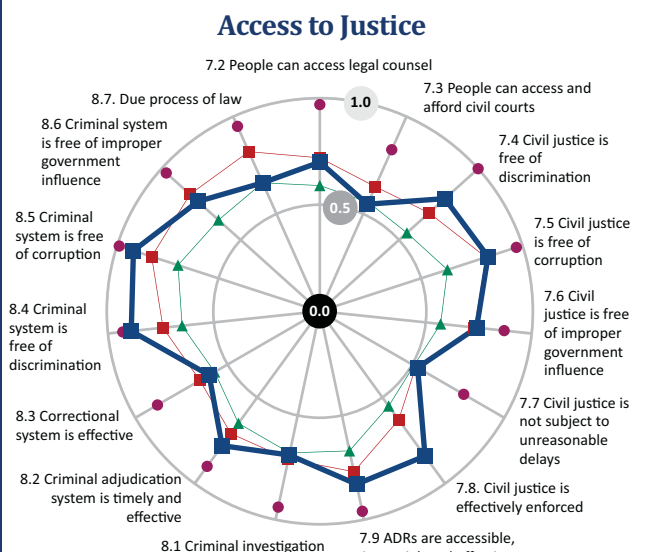 Access to Justice
7.2 People can access legal counsel
7.3 People can access and
afford civil courts
7.4 Civil justice is
free of
discrimination
7.5 Civil justice
is free of
corruption
7.6 Civil
justice is free
of improper
government
influence
7.7 Civil justice is
not subject to
unreasonable
delays
7.8. Civil justice is
effectively enforced
7.9 ADRs are accessible,
8.1 Criminal investigation
8.2 Criminal adjudication
system is timely and
effective
8.3 Correctional
system is effective
8.4 Criminal
system is
free of
discrimination
8.5 Criminal
system is free
of corruption
8.6 Criminal system
is free of improper
government
influence
8.7. Due process of law
1.0
0.5
0.0